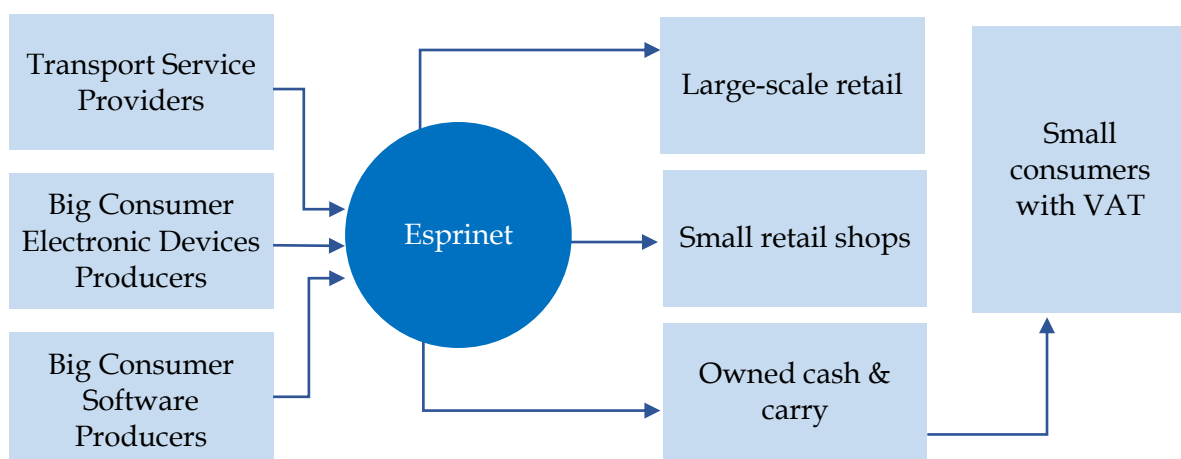 Transport Service
Providers
Big Consumer
Electronic Devices
Producers
Big Consumer
Software
Producers
Esprinet
Large-scale retail
Small retail shops
Owned cash &
carry
Small
consumers
with VAT